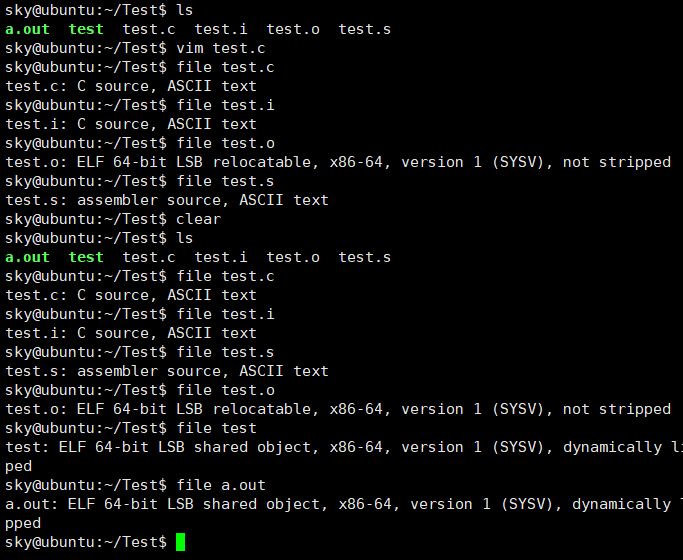 sky@ubuntu:~/Test$ ls
a.out  test  test.c  test.i  test.o  test.s
sky@ubuntu:~/Test$ vim test.c
sky@ubuntu:~/Test$ file test.c
test.c: C source, ASCII text
sky@ubuntu:~/Test$ file test.i
test.i: C source, ASCII text
sky@ubuntu:~/Test$ file test.o
test.o: ELF 64-bit LSB relocatable, x86-64, version 1 (SYSV), not stripped
sky@ubuntu:~/Test$ file test.s
test.s: assembler source, ASCII text
sky@ubuntu:~/Test$ clear
sky@ubuntu:~/Test$ ls
a.out  test  test.c  test.i  test.o  test.s
sky@ubuntu:~/Test$ file test.c
test.c: C source, ASCII text
sky@ubuntu:~/Test$ file test.i
test.i: C source, ASCII text
sky@ubuntu:~/Test$ file test.s
test.s: assembler source, ASCII text
sky@ubuntu:~/Test$ file test.o
test.o: ELF 64-bit LSB relocatable, x86-64, version 1 (SYSV), not stripped
sky@ubuntu:~/Test$ file test
test: ELF 64-bit LSB shared object, x86-64, version 1 (SYSV), dynamically
ped
sky@ubuntu:~/Test$ file a.out
a.out: ELF 64-bit LSB shared object, x86-64, version 1 (SYSV), dynamically
pped
sky@ubuntu:~/Test$